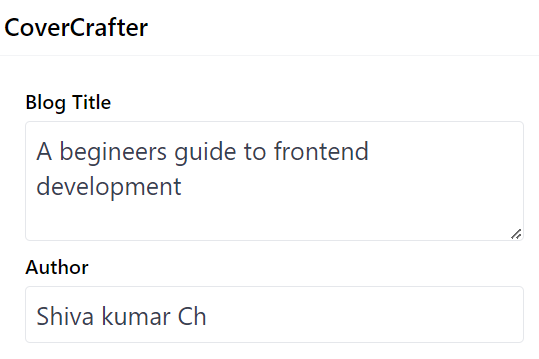 CoverCrafter
Blog Title
A begineers guide to frontend
development
Author
Shiva kumar Ch